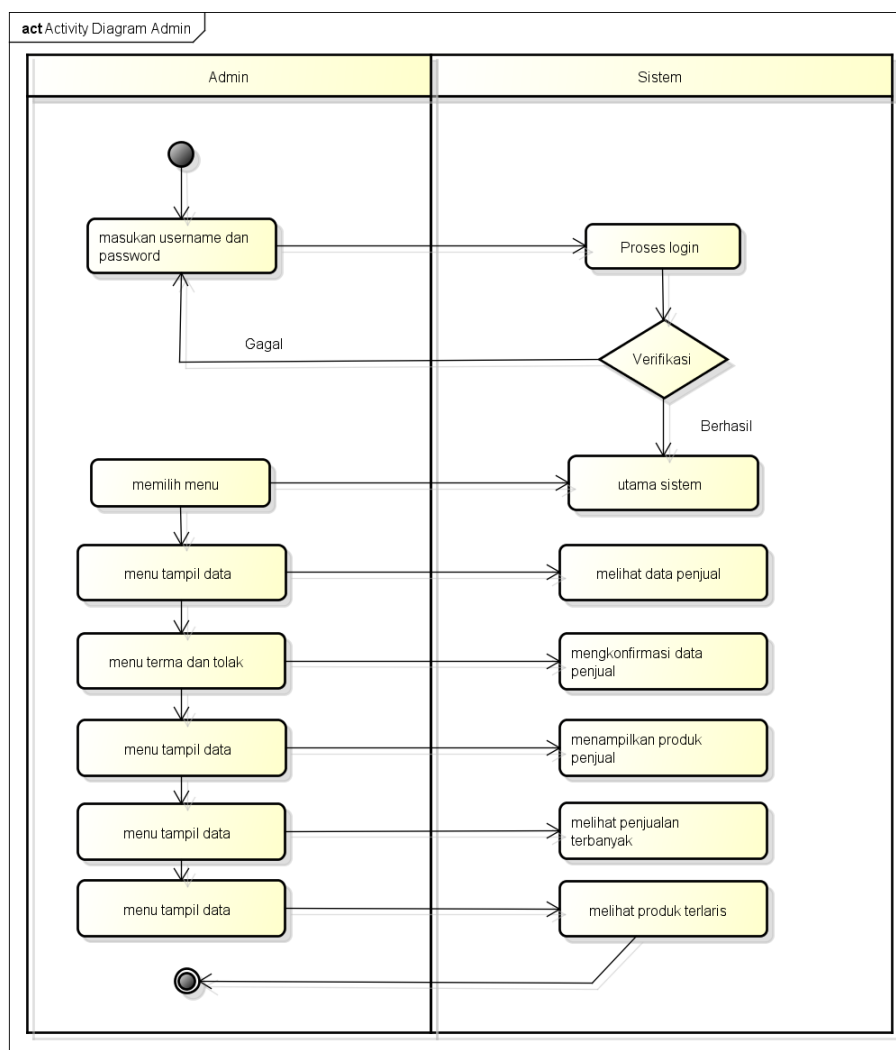 act Activity Diagram Admin
Admin
Sistem
masukan username dan
password
Proses login
Gagal
Verifikasi
Berhasil
memilih menu
utama sistem
menu tampil data
melihat data penjual
menu terma dan tolak
mengkonfirmasi data
penjual
menu tampil data
menampilkan produk
penjual
menu tampil data
melihat penjualan
terbanyak
menu tampil data
melihat produk terlaris